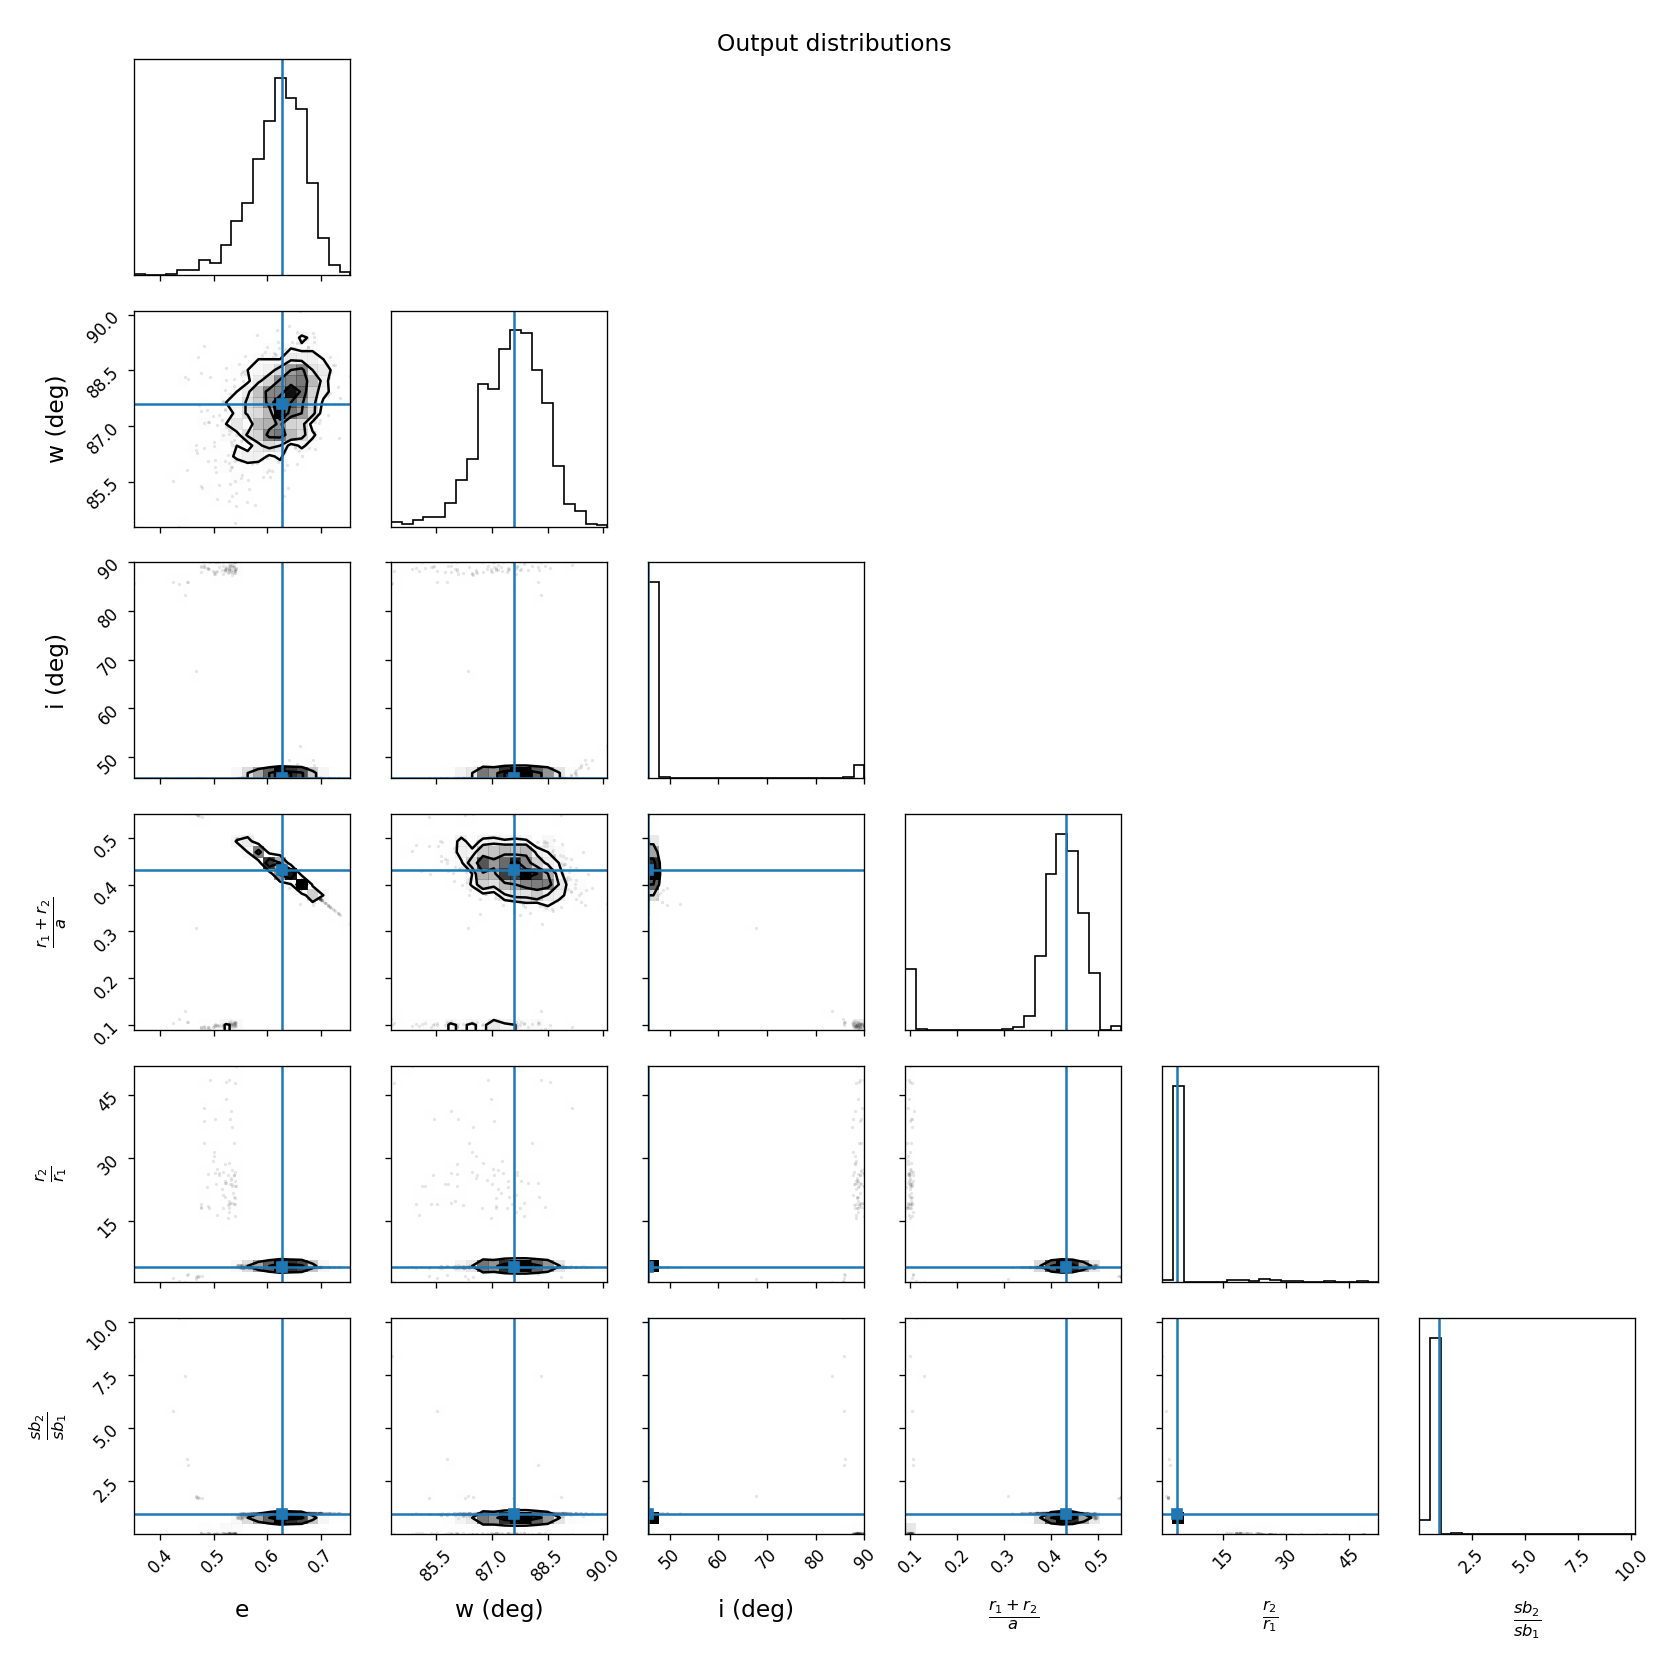 Output distributions
90.0
88.5
87.0
85.5
w (deg)
90
80
70
60
50
i (deg)
0.5
0.4
0.3
0.2
0.1
r1 + r2
a
45
30
15
r2
r1
10.0
7.5
5.0
2.5
sb2
sb1
0.4 0.5 0.6 0.7 85.5 87.0 88.5 90.0 50 60 70 80 90 0.1 0.2 0.3 0.4 0.5 15 30 45 2.5 5.0 7.5 10.0
e w (deg) i (deg) r1 + r2 r2 sb2
a r1 sb1